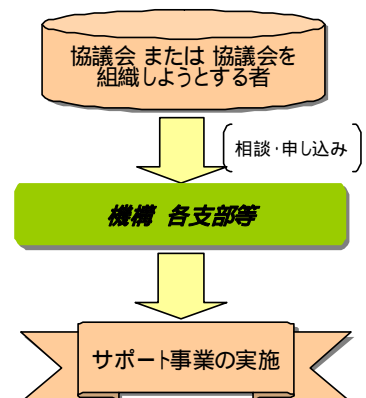 協議会 または 協議会を
組織しようとする者
相談・申し込み
機構 各支部等
サポート事業の実施